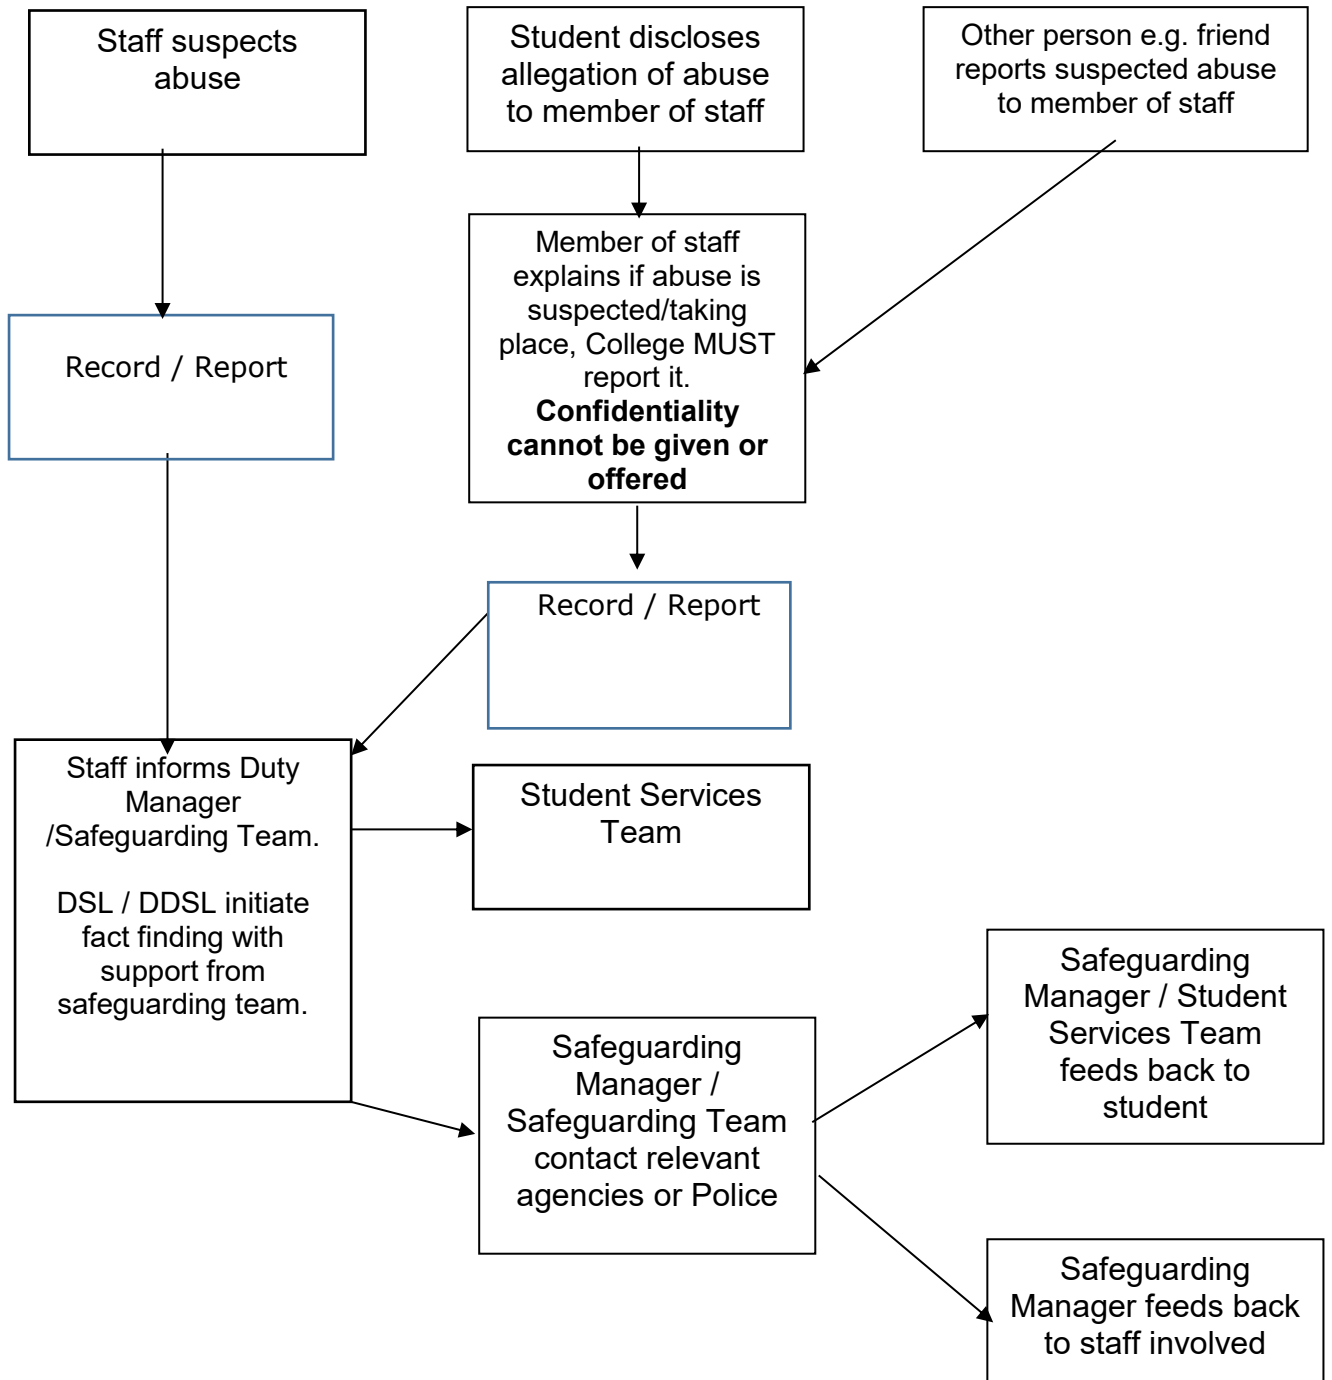 Staff suspects
abuse
Student discloses
allegation of abuse
to member of staff
Other person e.g. friend
reports suspected abuse
to member of staff
Member of staff
explains if abuse is
suspected/taking
place, College MUST
report it.
Confidentiality
cannot be given or
offered
Record / Report
Record / Report
Staff informs Duty
Manager
/Safeguarding Team.
DSL / DDSL initiate
fact finding with
support from
safeguarding team.
Student Services
Team
Safeguarding
Manager /
Safeguarding Team
contact relevant
agencies or Police
Safeguarding
Manager / Student
Services Team
feeds back to
student
Safeguarding
Manager feeds back
to staff involved